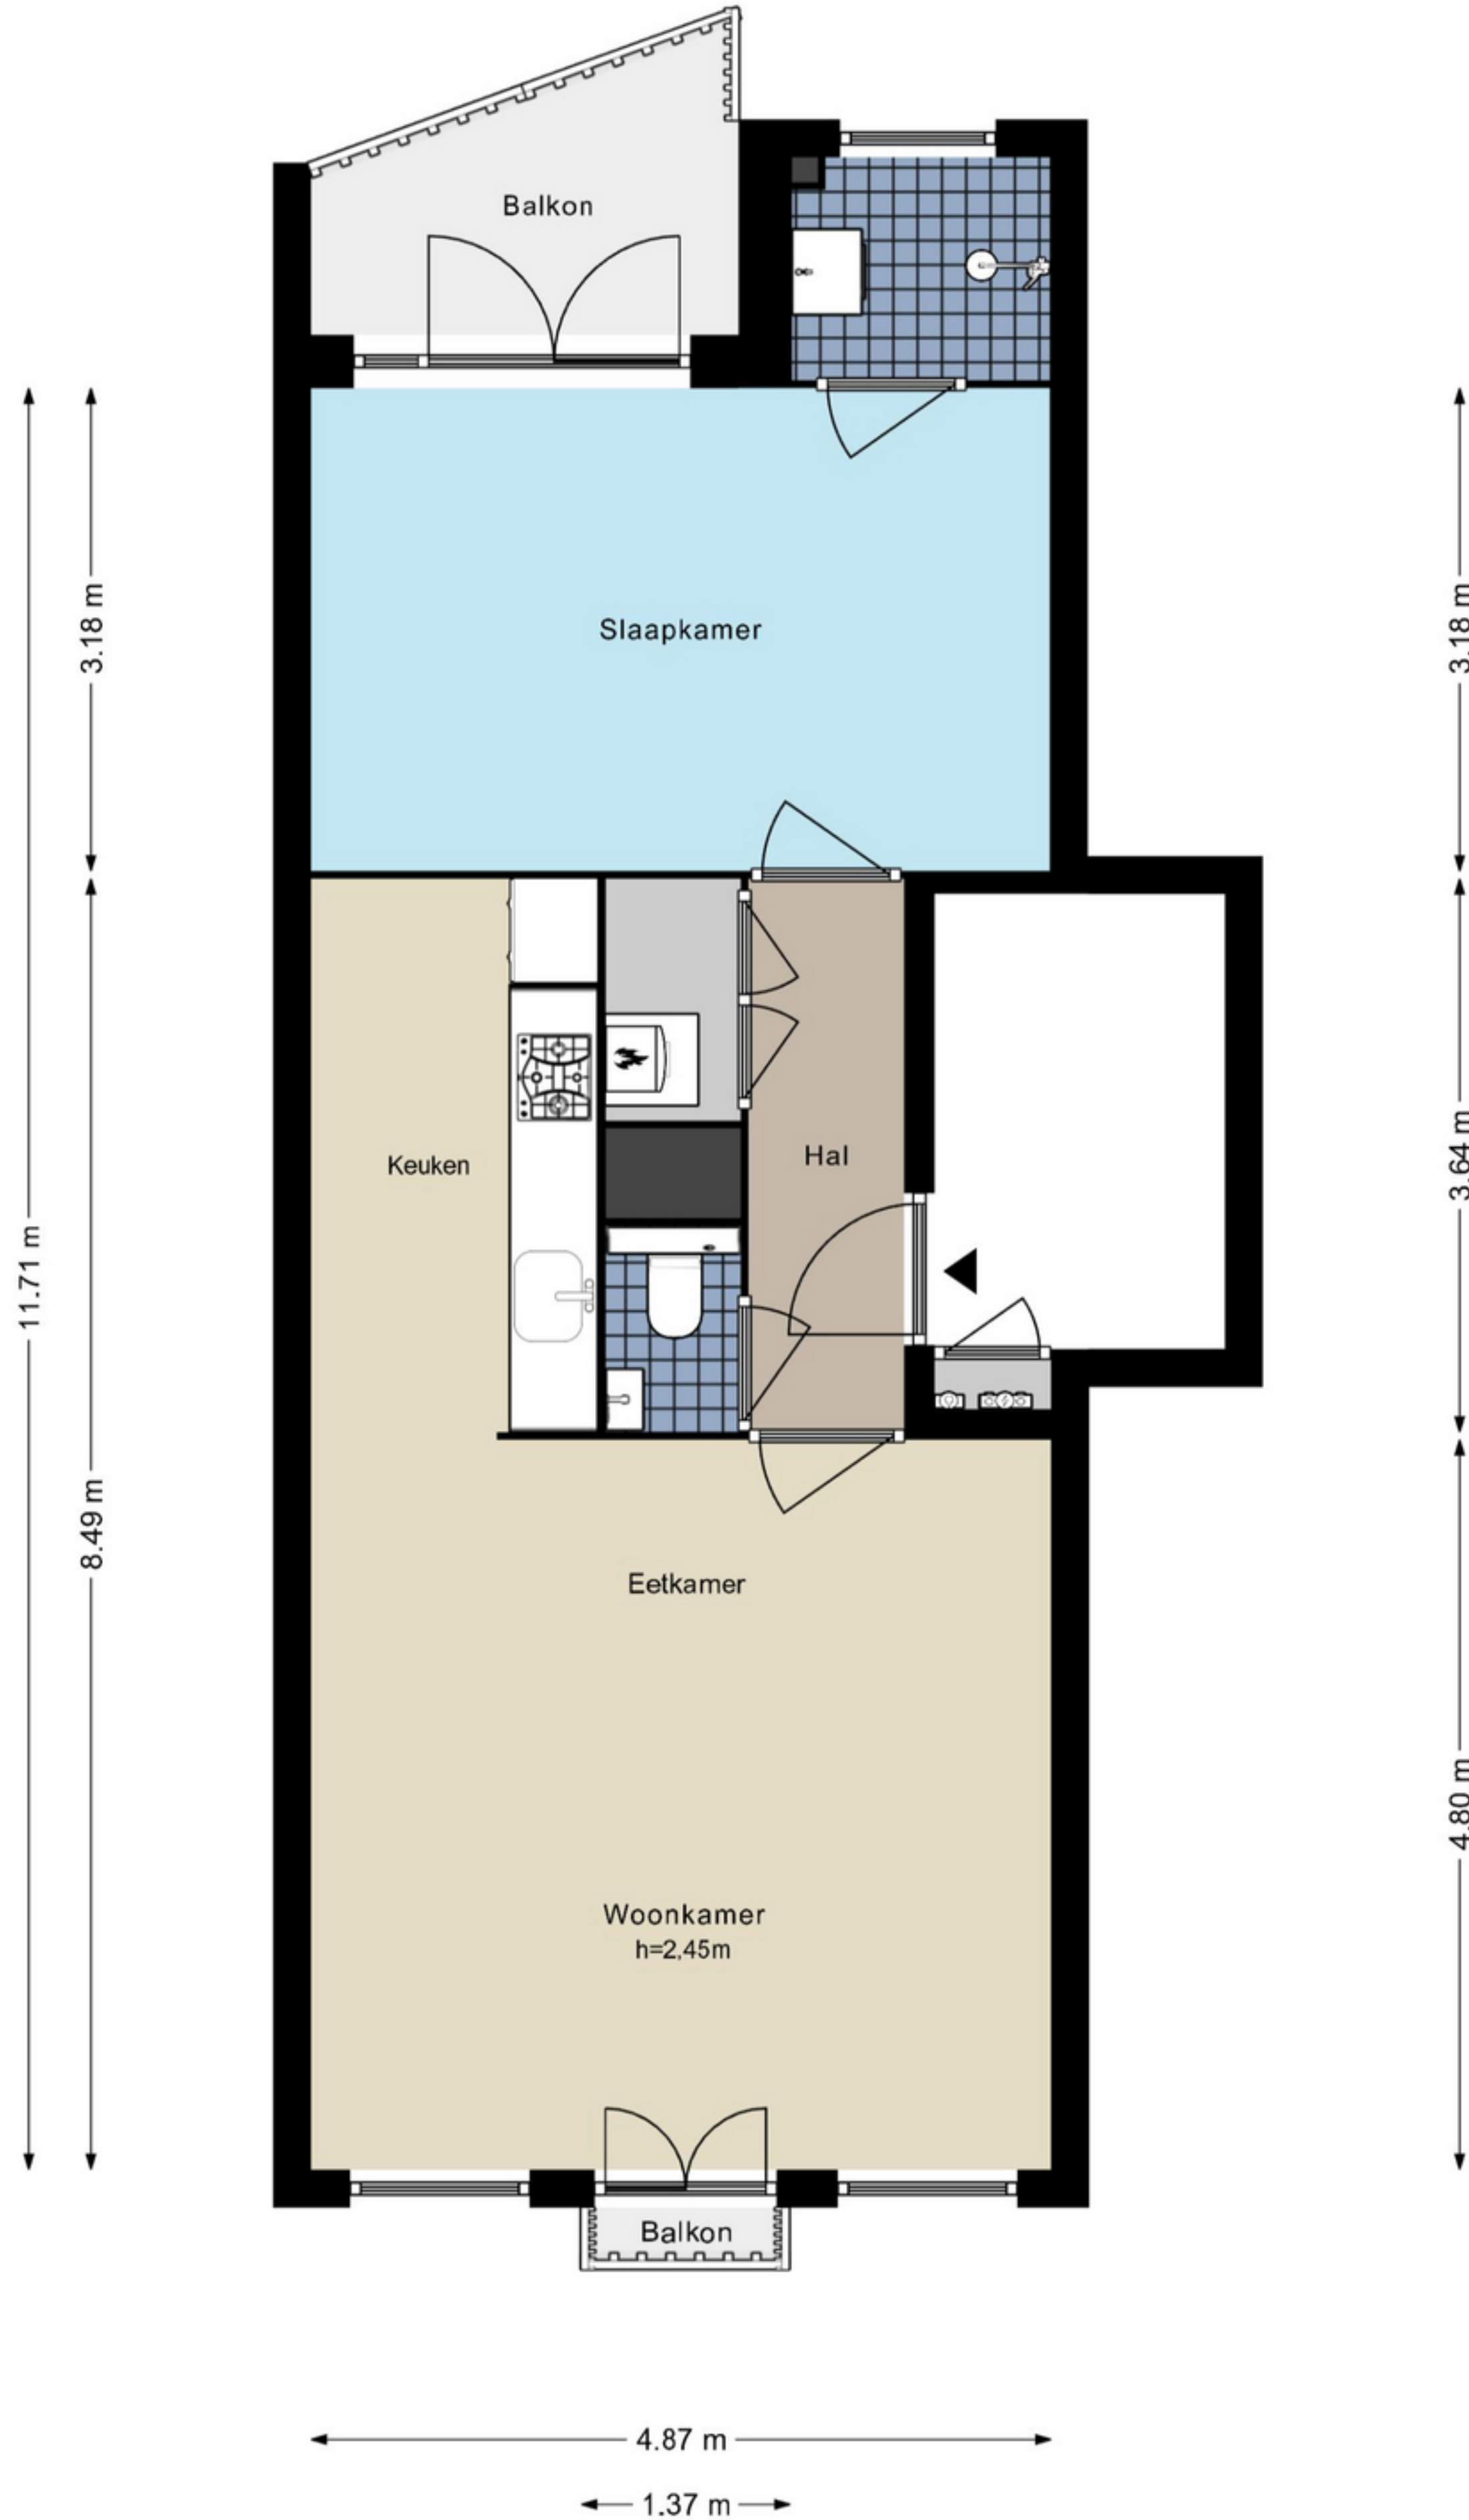 Balkon
3.18 m
3.18 m
Slaapkamer
11.71 m
8.49 m
Keuken
Hal
3.64 m
Eetkamer
Woonkamer
h=2,45m
4.80 m
Balkon
4.87 m
1.37 m